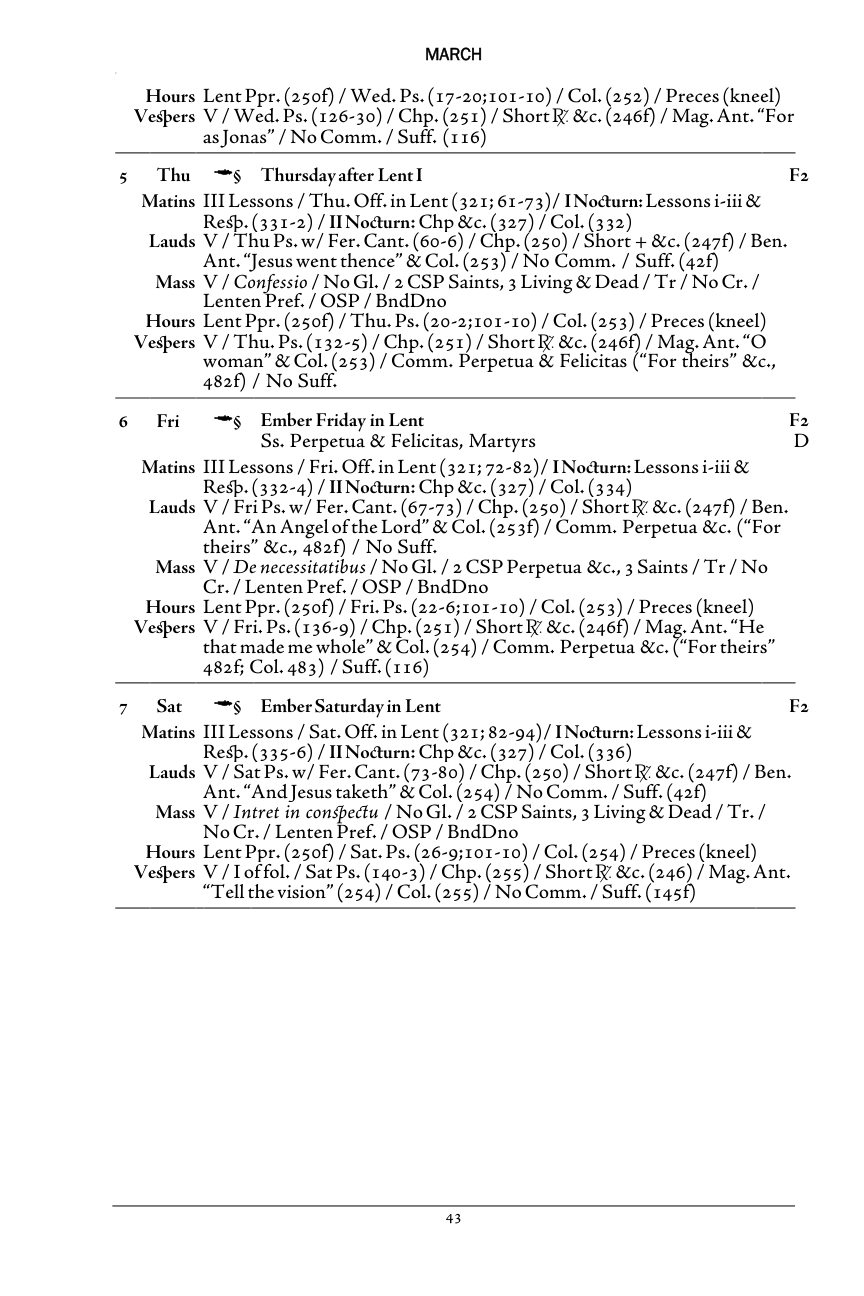 MARCH
Hours Lent Ppr. (250f) / Wed. Ps. (17-20;101-10) / Col. (252) / Preces (kneel)
Vespers V / Wed. Ps. (126-30) / Chp. (251) / Short ℟. &c. (246f) / Mag. Ant. “For
as Jonas” / No Comm. / Suff. (116)
5 Thu § Thursday after Lent I F2
Matins III Lessons / Thu. Off. in Lent (321; 61-73)/ I Nocturn: Lessons i-iii &
Resp. (331-2) / II Nocturn: Chp &c. (327) / Col. (332)
Lauds V / Thu Ps. w/ Fer. Cant. (60-6) / Chp. (250) / Short + &c. (247f) / Ben.
Ant. “Jesus went thence” & Col. (253) / No Comm. / Suff. (42f)
Mass V / Confessio / No Gl. / 2 CSP Saints, 3 Living & Dead / Tr / No Cr. /
Lenten Pref. / OSP / BndDno
Hours Lent Ppr. (250f) / Thu. Ps. (20-2;101-10) / Col. (253) / Preces (kneel)
Vespers V / Thu. Ps. (132-5) / Chp. (251) / Short ℟. &c. (246f) / Mag. Ant. “O
woman” & Col. (253) / Comm. Perpetua & Felicitas (“For theirs” &c.,
482f) / No Suff.
6 Fri § Ember Friday in Lent F2
Ss. Perpetua & Felicitas, Martyrs D
Matins III Lessons / Fri. Off. in Lent (321; 72-82)/ I Nocturn: Lessons i-iii &
Resp. (332-4) / II Nocturn: Chp &c. (327) / Col. (334)
Lauds V / Fri Ps. w/ Fer. Cant. (67-73) / Chp. (250) / Short ℟. &c. (247f) / Ben.
Ant. “An Angel of the Lord” & Col. (253f) / Comm. Perpetua &c. (“For
theirs” &c., 482f) / No Suff.
Mass V / De necessitatibus / No Gl. / 2 CSP Perpetua &c., 3 Saints / Tr / No
Cr. / Lenten Pref. / OSP / BndDno
Hours Lent Ppr. (250f) / Fri. Ps. (22-6;101-10) / Col. (253) / Preces (kneel)
Vespers V / Fri. Ps. (136-9) / Chp. (251) / Short ℟. &c. (246f) / Mag. Ant. “He
that made me whole” & Col. (254) / Comm. Perpetua &c. (“For theirs”
482f; Col. 483) / Suff. (116)
7 Sat § Ember Saturday in Lent F2
Matins III Lessons / Sat. Off. in Lent (321; 82-94)/ I Nocturn: Lessons i-iii &
Resp. (335-6) / II Nocturn: Chp &c. (327) / Col. (336)
Lauds V / Sat Ps. w/ Fer. Cant. (73-80) / Chp. (250) / Short ℟. &c. (247f) / Ben.
Ant. “And Jesus taketh” & Col. (254) / No Comm. / Suff. (42f)
Mass V / Intret in conspectu / No Gl. / 2 CSP Saints, 3 Living & Dead / Tr. /
No Cr. / Lenten Pref. / OSP / BndDno
Hours Lent Ppr. (250f) / Sat. Ps. (26-9;101-10) / Col. (254) / Preces (kneel)
Vespers V / I of fol. / Sat Ps. (140-3) / Chp. (255) / Short ℟. &c. (246) / Mag. Ant.
“Tell the vision” (254) / Col. (255) / No Comm. / Suff. (145f)
43